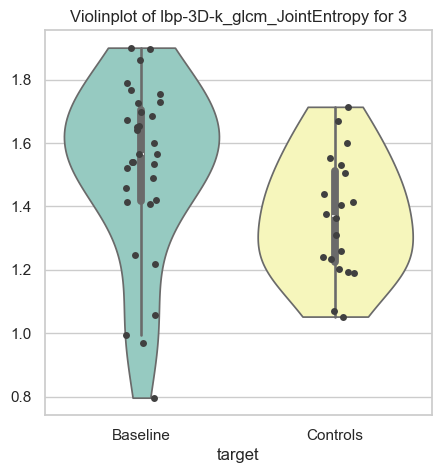 Violinplot of lbp-3D-k_glcm_JointEntropy for 3
1.8
1.6
1.4
1.2
1.0
0.8
Baseline
Controls
target